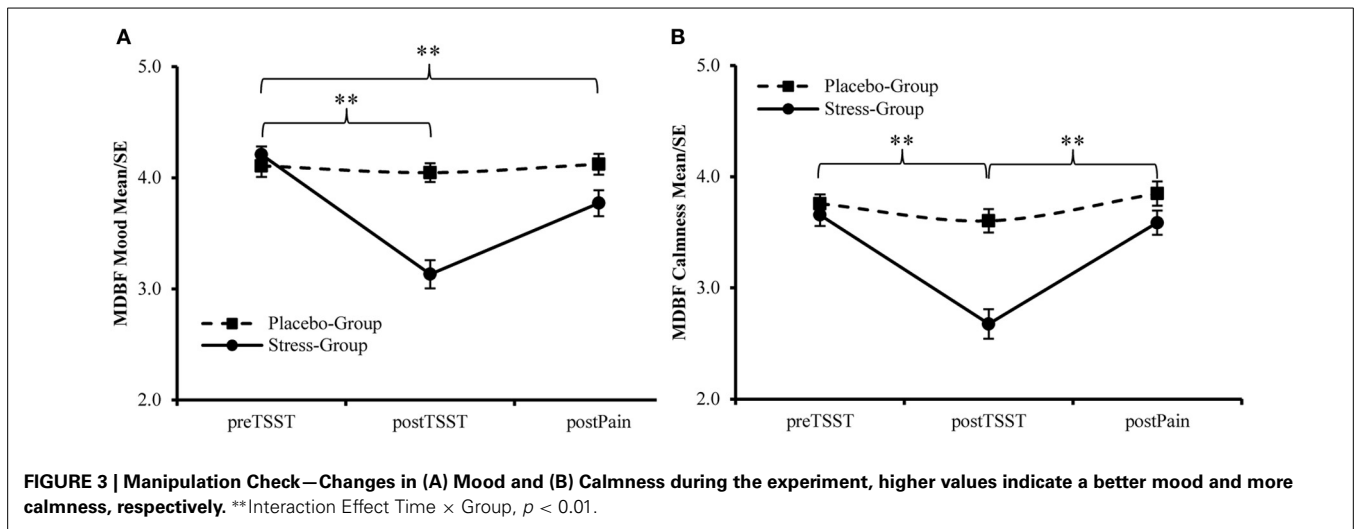 A
**
**
5.0
4.0
3.0
2.0
MDBF Mood Mean/SE
Placebo-Group
Stress-Group
preTSST
postTSST
postPain
B
5.0
4.0
3.0
2.0
MDBF Calmness Mean/SE
Placebo-Group
Stress-Group
**
**
preTSST
postTSST
postPain
FIGURE 3 | Manipulation Check—Changes in (A) Mood and (B) Calmness during the experiment, higher values indicate a better mood and more
calmness, respectively. **Interaction Effect Time × Group, p < 0.01.